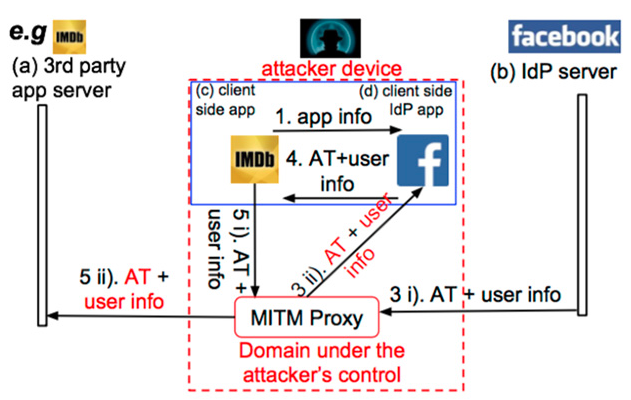 e.g IMDb
(a) 3rd party
app server
attacker device
facebook
(b) IdP server
(c) client
side app
(d) client side
IdP app
1. app info
IMDb
4. AT+user
info
f
5 i). AT +
user info
3 ii). AT + user
info
5 ii). AT +
user info
3 i). AT + user info
MITM Proxy
Domain under the
attacker's control